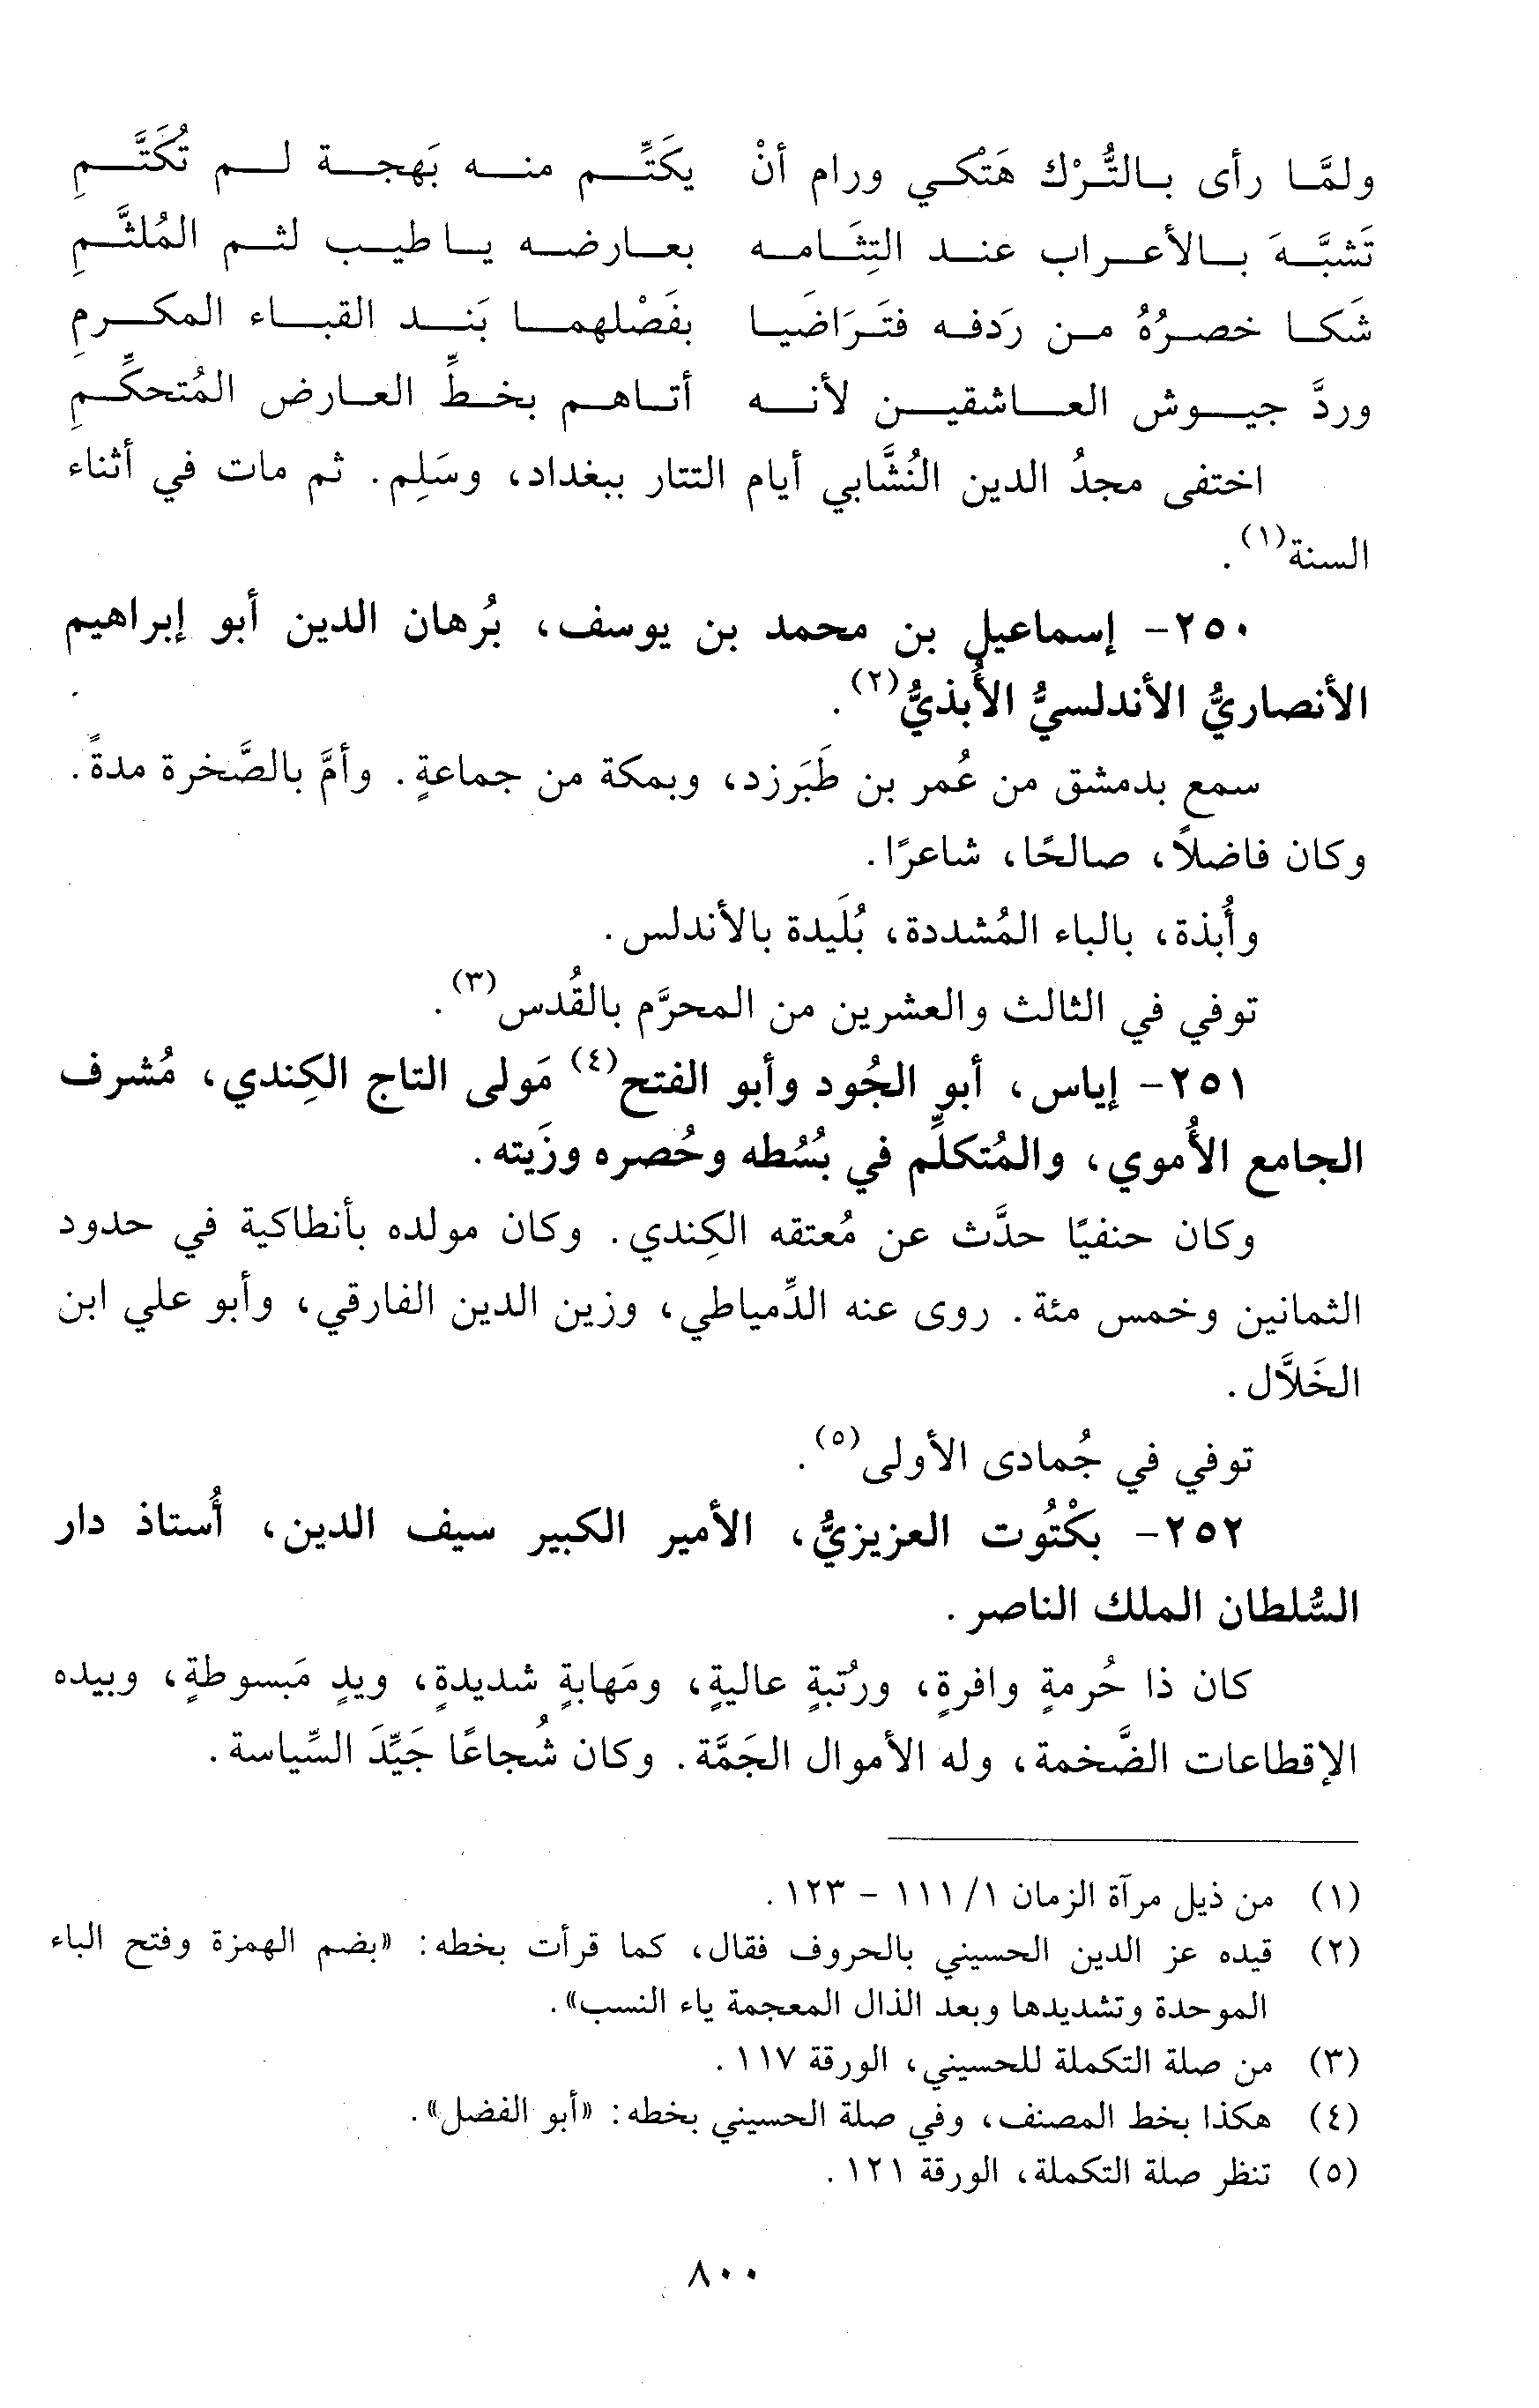 ولمَّا رأى بالتُّرْك هَتْكي ورام أنْ يكَتِّم منه بَهجة لم تُكَتَّمِ
تَشبَّهَ بالأعراب عند التِثَامه بعارضه يا طيب لثم المُلثَّمِ
شَكا خصرُهُ من رَدفه فتَرَاضَيا بفَضْلهما بَند القباء المكرمِ
وردَّ جيوش العاشقين لأنه أتاهم بخطِّ العارض المُتحكِّمِ
اختفى مجدُ الدين النُشَّابي أيام التتار ببغداد، وسَلِم. ثم مات في أثناء
السنة(١).
٢٥٠- إسماعيل بن محمد بن يوسف، بُرهان الدين أبو إبراهيم
الأنصاريُّ الأندلسيُّ الأُبذيُّ(٢).
سمع بدمشق من عُمر بن طَبَرزد، وبمكة من جماعةٍ. وأمَّ بالصَّخرة مدةً.
وكان فاضلاً، صالحًا، شاعرًا.
وأُبذة، بالباء المُشددة، بُلَيدة بالأندلس.
توفي في الثالث والعشرين من المحرَّم بالقُدس(٣).
٢٥١- إياس، أبو الجُود وأبو الفتح(٤) مَولى التاج الكِندي، مُشرف
الجامع الأُموي، والمُتكلِّم في بُسُطه وحُصره وزَيته.
وكان حنفيًا حدَّث عن مُعتقه الكِندي. وكان مولده بأنطاكية في حدود
الثمانين وخمس مئة. روى عنه الدِّمياطي، وزين الدين الفارقي، وأبو علي ابن
الخَلاَّل.
توفي في جُمادى الأولى(٥).
٢٥٢- بكْتُوت العزيزيُّ، الأمير الكبير سيف الدين، أُستاذ دار
السُّلطان الملك الناصر.
كان ذا حُرمةٍ وافرةٍ، ورُتبةٍ عاليةٍ، ومَهابةٍ شديدةٍ، ويدٍ مَبسوطةٍ، وبيده
الإقطاعات الضَّخمة، وله الأموال الجَمَّة. وكان شُجاعًا جَيِّدَ السِّياسة.
(١) من ذيل مرآة الزمان ١/ ١١١ - ١٢٣.
(٢) قيده عز الدين الحسيني بالحروف فقال، كما قرأت بخطه: «بضم الهمزة وفتح الباء
الموحدة وتشديدها وبعد الذال المعجمة ياء النسب».
(٣) من صلة التكملة للحسيني، الورقة ١١٧.
(٤) هكذا بخط المصنف، وفي صلة الحسيني بخطه: «أبو الفضل».
(٥) تنظر صلة التكملة، الورقة ١٢١.
٨٠٠